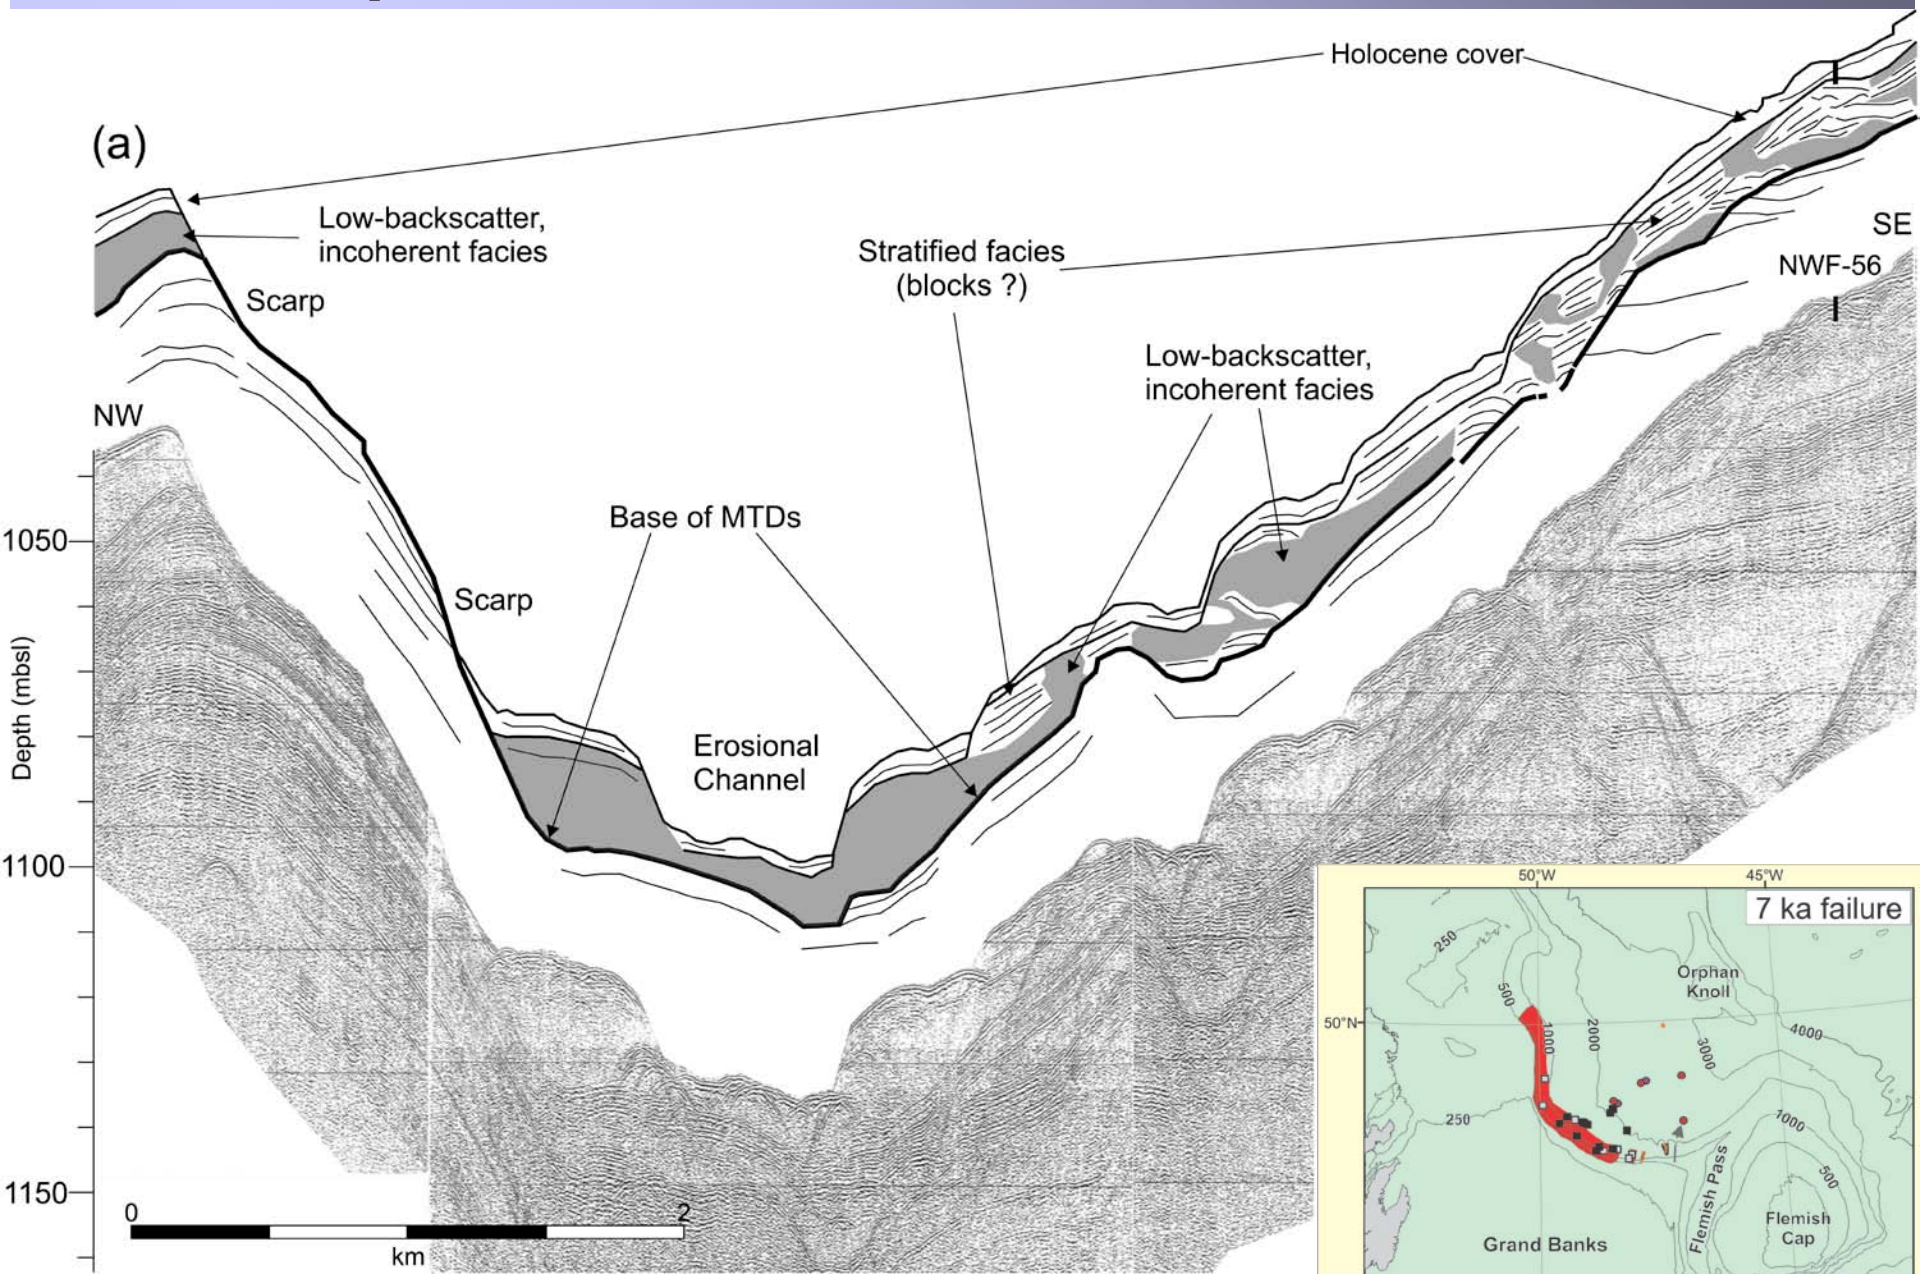 Holocene cover
(a)
Low-backscatter,
incoherent facies
Stratified facies
(blocks ?)
SE
NWF-56
Scarp
Low-backscatter,
incoherent facies
NW
Base of MTDs
1050
Scarp
Depth (mbsl)
Erosional
Channel
1100
50°W
45°W
7 ka failure
250
Orphan
Knoll
500
50°N
1000
2000
3000
4000
250
1000
1150
0
2
km
Flemish Pass
500
Flemish
Cap
Grand Banks